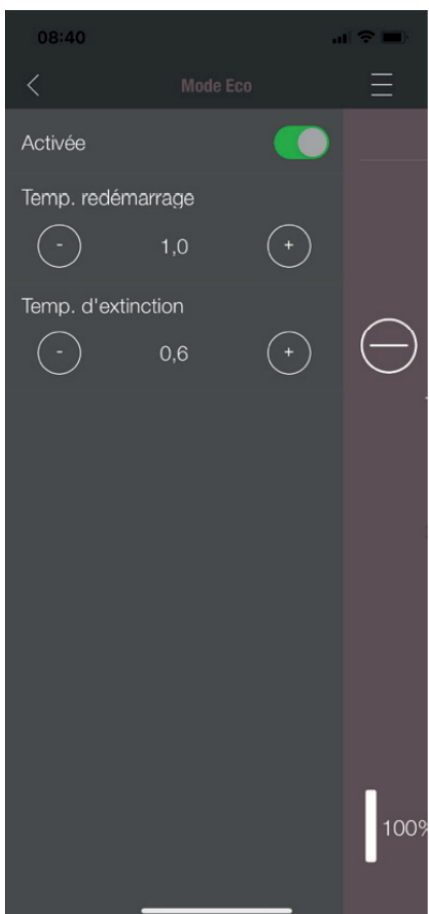 08:40
Mode Eco
Activée
Temp. redémarrage
- 1,0 +
Temp. d'extinction
- 0,6 +
100%